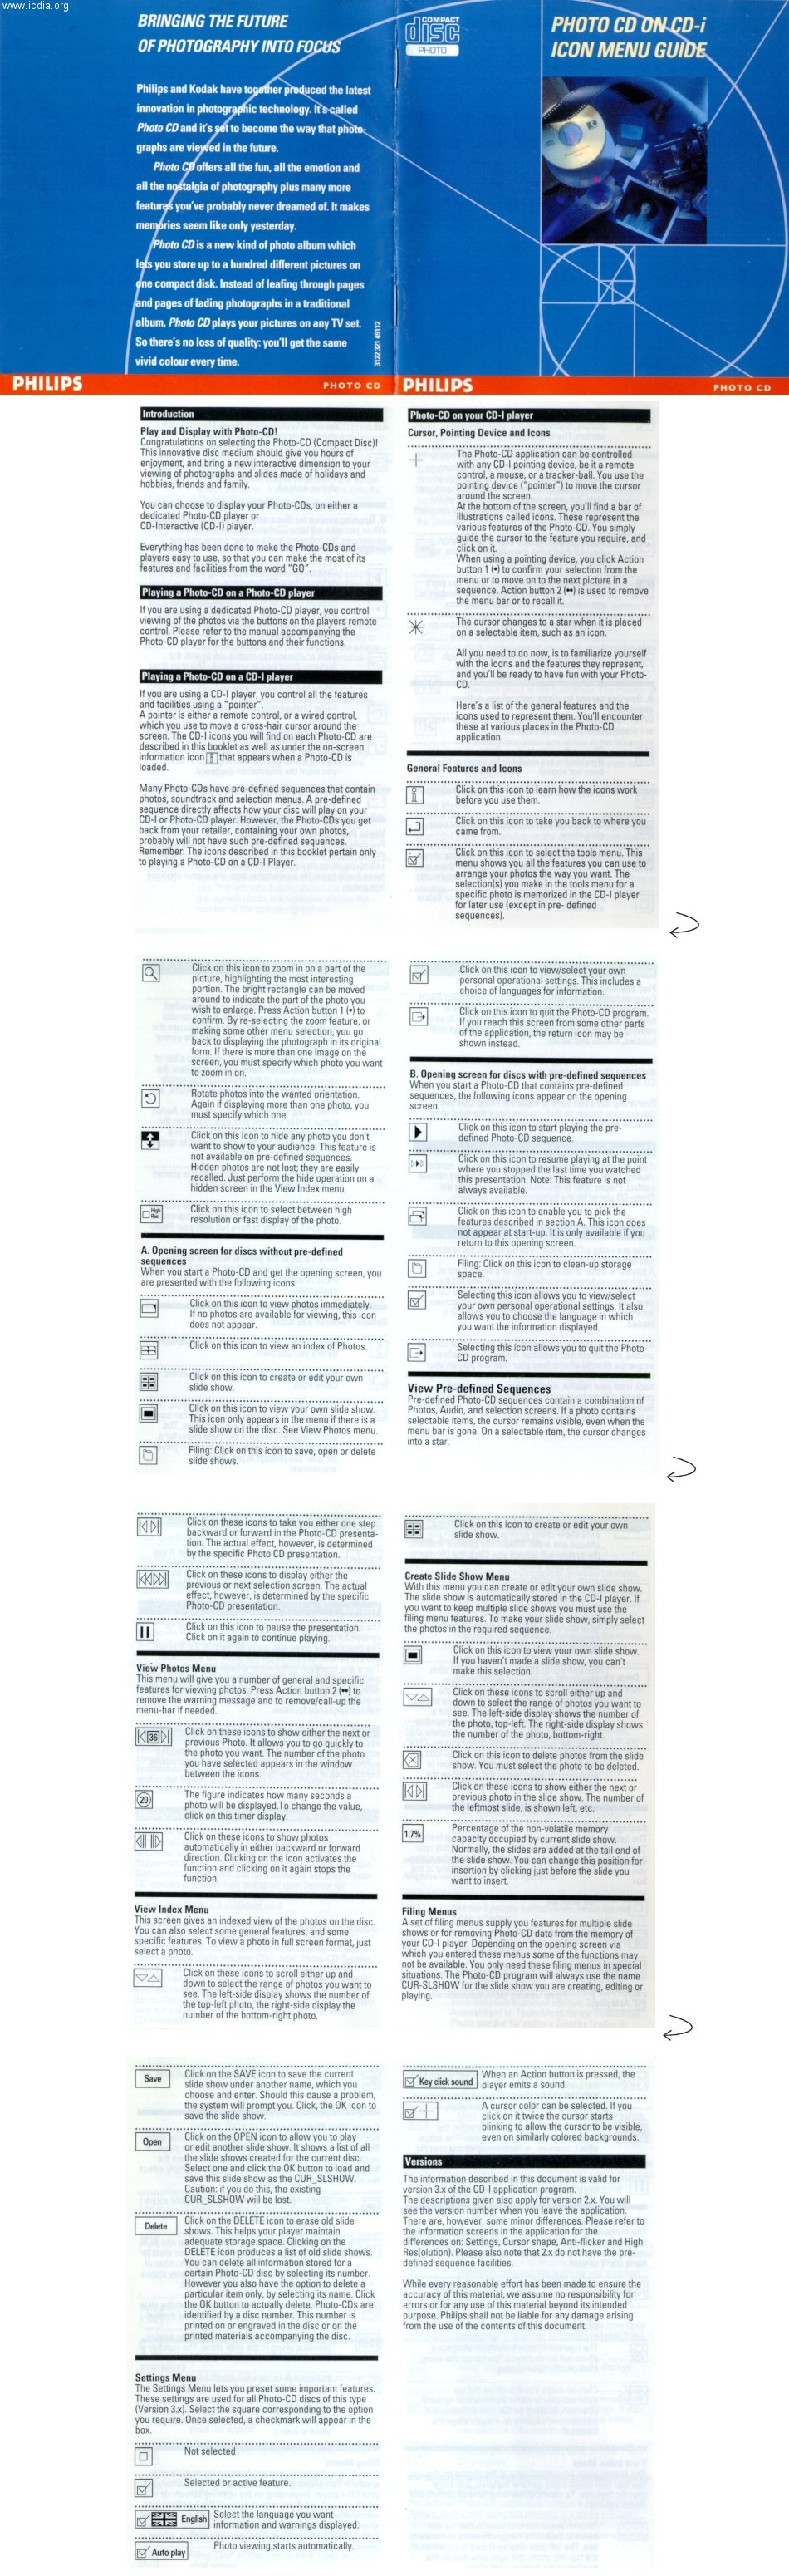 www.icdia.org
BRINGING THE FUTURE
OF PHOTOGRAPHY INTO FOCUS
Philips and Kodak have together produced the latest
innovation in photographic technology. It's called
Photo CD and it's set to become the way that photo-
graphs are viewed in the future.
Photo CD offers all the fun, all the emotion and
all the nostalgia of photography plus many more
features you've probably never dreamed of. It makes
memories seem like only yesterday.
Photo CD is a new kind of photo album which
lets you store up to a hundred different pictures on
one compact disk. Instead of leafing through pages
and pages of fading photographs in a traditional
album, Photo CD plays your pictures on any TV set.
So there's no loss of quality: you'll get the same
vivid colour every time.
3122 321 49112
PHILIPS
PHOTO CD
COMPACT
disc
PHOTO
PHOTO CD ON CD-i
ICON MENU GUIDE
PHILIPS
PHOTO CD
Introduction
Play and Display with Photo-CD!
Congratulations on selecting the Photo-CD (Compact Disc)!
This innovative disc medium should give you hours of
enjoyment, and bring a new interactive dimension to your
viewing of photographs and slides made of holidays and
hobbies, friends and family.
You can choose to display your Photo-CDs, on either a
dedicated Photo-CD player or
CD-Interactive (CD-I) player.
Everything has been done to make the Photo-CDs and
players easy to use, so that you can make the most of its
features and facilities from the word "GO".
Playing a Photo-CD on a Photo-CD player
If you are using a dedicated Photo-CD player, you control
viewing of the photos via the buttons on the players remote
control. Please refer to the manual accompanying the
Photo-CD player for the buttons and their functions.
Playing a Photo-CD on a CD-I player
If you are using a CD-I player, you control all the features
and facilities using a "pointer".
A pointer is either a remote control, or a wired control,
which you use to move a cross-hair cursor around the
screen. The CD-I icons you will find on each Photo-CD are
described in this booklet as well as under the on-screen
information icon that appears when a Photo-CD is
loaded.
Many Photo-CDs have pre-defined sequences that contain
photos, soundtrack and selection menus. A pre-defined
sequence directly affects how your disc will play on your
CD-I or Photo-CD player. However, the Photo-CDs you get
back from your retailer, containing your own photos,
probably will not have such pre-defined sequences.
Remember: The icons described in this booklet pertain only
to playing a Photo-CD on a CD-I Player.
Photo-CD on your CD-I player
Cursor, Pointing Device and Icons
The Photo-CD application can be controlled
with any CD-I pointing device, be it a remote
control, a mouse, or a tracker-ball. You use the
pointing device ("pointer") to move the cursor
around the screen.
At the bottom of the screen, you'll find a bar of
illustrations called icons. These represent the
various features of the Photo-CD. You simply
guide the cursor to the feature you require, and
click on it.
When using a pointing device, you click Action
button 1 (•) to confirm your selection from the
menu or to move on to the next picture in a
sequence. Action button 2 (••) is used to remove
the menu bar or to recall it.
The cursor changes to a star when it is placed
on a selectable item, such as an icon.
All you need to do now, is to familiarize yourself
with the icons and the features they represent,
and you'll be ready to have fun with your Photo-
CD.
Here's a list of the general features and the
icons used to represent them. You'll encounter
these at various places in the Photo-CD
application.
General Features and Icons
Click on this icon to learn how the icons work
before you use them.
Click on this icon to take you back to where you
came from.
Click on this icon to select the tools menu. This
menu shows you all the features you can use to
arrange your photos the way you want. The
selection(s) you make in the tools menu for a
specific photo is memorized in the CD-I player
for later use (except in pre- defined
sequences).
Click on this icon to zoom in on a part of the
picture, highlighting the most interesting
portion. The bright rectangle can be moved
around to indicate the part of the photo you
wish to enlarge. Press Action button 1 (•) to
confirm. By re-selecting the zoom feature, or
making some other menu selection, you go
back to displaying the photograph in its original
form. If there is more than one image on the
screen, you must specify which photo you want
to zoom in on.
Rotate photos into the wanted orientation.
Again if displaying more than one photo, you
must specify which one.
Click on this icon to hide any photo you don't
want to show to your audience. This feature is
not available on pre-defined sequences.
Hidden photos are not lost; they are easily
recalled. Just perform the hide operation on a
hidden screen in the View Index menu.
High
Res
Click on this icon to select between high
resolution or fast display of the photo.
A. Opening screen for discs without pre-defined
sequences
When you start a Photo-CD and get the opening screen, you
are presented with the following icons.
Click on this icon to view photos immediately.
If no photos are available for viewing, this icon
does not appear.
Click on this icon to view an index of Photos.
Click on this icon to create or edit your own
slide show.
Click on this icon to view your own slide show.
This icon only appears in the menu if there is a
slide show on the disc. See View Photos menu.
Filing: Click on this icon to save, open or delete
slide shows.
Click on this icon to view/select your own
personal operational settings. This includes a
choice of languages for information.
Click on this icon to quit the Photo-CD program.
If you reach this screen from some other parts
of the application, the return icon may be
shown instead.
B. Opening screen for discs with pre-defined sequences
When you start a Photo-CD that contains pre-defined
sequences, the following icons appear on the opening
screen.
Click on this icon to start playing the pre-
defined Photo-CD sequence.
Click on this icon to resume playing at the point
where you stopped the last time you watched
this presentation. Note: This feature is not
always available.
Click on this icon to enable you to pick the
features described in section A. This icon does
not appear at start-up. It is only available if you
return to this opening screen.
Filing: Click on this icon to clean-up storage
space.
Selecting this icon allows you to view/select
your own personal operational settings. It also
allows you to choose the language in which
you want the information displayed.
Selecting this icon allows you to quit the Photo-
CD program.
View Pre-defined Sequences
Pre-defined Photo-CD sequences contain a combination of
Photos, Audio, and selection screens. If a photo contains
selectable items, the cursor remains visible, even when the
menu bar is gone. On a selectable item, the cursor changes
into a star.
Click on these icons to take you either one step
backward or forward in the Photo-CD presenta-
tion. The actual effect, however, is determined
by the specific Photo CD presentation.
Click on these icons to display either the
previous or next selection screen. The actual
effect, however, is determined by the specific
Photo-CD presentation.
Click on this icon to pause the presentation.
Click on it again to continue playing.
View Photos Menu
This menu will give you a number of general and specific
features for viewing photos. Press Action button 2 (••) to
remove the warning message and to remove/call-up the
menu-bar if needed.
36
Click on these icons to show either the next or
previous Photo. It allows you to go quickly to
the photo you want. The number of the photo
you have selected appears in the window
between the icons.
20
The figure indicates how many seconds a
photo will be displayed.To change the value,
click on this timer display.
Click on these icons to show photos
automatically in either backward or forward
direction. Clicking on the icon activates the
function and clicking on it again stops the
function.
View Index Menu
This screen gives an indexed view of the photos on the disc.
You can also select some general features, and some
specific features. To view a photo in full screen format, just
select a photo.
Click on these icons to scroll either up and
down to select the range of photos you want to
see. The left-side display shows the number of
the top-left photo, the right-side display the
number of the bottom-right photo.
Click on this icon to create or edit your own
slide show.
Create Slide Show Menu
With this menu you can create or edit your own slide show.
The slide show is automatically stored in the CD-I player. If
you want to keep multiple slide shows you must use the
filing menu features. To make your slide show, simply select
the photos in the required sequence.
Click on this icon to view your own slide show.
If you haven't made a slide show, you can't
make this selection.
Click on these icons to scroll either up and
down to select the range of photos you want to
see. The left-side display shows the number of
the photo, top-left. The right-side display shows
the number of the photo, bottom-right.
Click on this icon to delete photos from the slide
show. You must select the photo to be deleted.
Click on these icons to show either the next or
previous photo in the slide show. The number of
the leftmost slide, is shown left, etc.
1.7%
Percentage of the non-volatile memory
capacity occupied by current slide show.
Normally, the slides are added at the tail end of
the slide show. You can change this position for
insertion by clicking just before the slide you
want to insert.
Filing Menus
A set of filing menus supply you features for multiple slide
shows or for removing Photo-CD data from the memory of
your CD-I player. Depending on the opening screen via
which you entered these menus some of the functions may
not be available. You only need these filing menus in special
situations. The Photo-CD program will always use the name
CUR-SLSHOW for the slide show you are creating, editing or
playing.
Save
Click on the SAVE icon to save the current
slide show under another name, which you
choose and enter. Should this cause a problem,
the system will prompt you. Click, the OK icon to
save the slide show.
Open
Click on the OPEN icon to allow you to play
or edit another slide show. It shows a list of all
the slide shows created for the current disc.
Select one and click the OK button to load and
save this slide show as the CUR_SLSHOW.
Caution: if you do this, the existing
CUR_SLSHOW will be lost.
Delete
Click on the DELETE icon to erase old slide
shows. This helps your player maintain
adequate storage space. Clicking on the
DELETE icon produces a list of old slide shows.
You can delete all information stored for a
certain Photo-CD disc by selecting its number.
However you also have the option to delete a
particular item only, by selecting its name. Click
the OK button to actually delete. Photo-CDs are
identified by a disc number. This number is
printed on or engraved in the disc or on the
printed materials accompanying the disc.
Settings Menu
The Settings Menu lets you preset some important features.
These settings are used for all Photo-CD discs of this type
(Version 3.x). Select the square corresponding to the option
you require. Once selected, a checkmark will appear in the
box.
Not selected
Selected or active feature.
English
Select the language you want
information and warnings displayed.
Auto play
Photo viewing starts automatically.
Key click sound
When an Action button is pressed, the
player emits a sound.
A cursor color can be selected. If you
click on it twice the cursor starts
blinking to allow the cursor to be visible,
even on similarly colored backgrounds.
Versions
The information described in this document is valid for
version 3.x of the CD-I application program.
The descriptions given also apply for version 2.x. You will
see the version number when you leave the application.
There are, however, some minor differences. Please refer to
the information screens in the application for the
differences on: Settings, Cursor shape, Anti-flicker and High
Res(olution). Please also note that 2.x do not have the pre-
defined sequence facilities.
While every reasonable effort has been made to ensure the
accuracy of this material, we assume no responsibility for
errors or for any use of this material beyond its intended
purpose. Philips shall not be liable for any damage arising
from the use of the contents of this document.